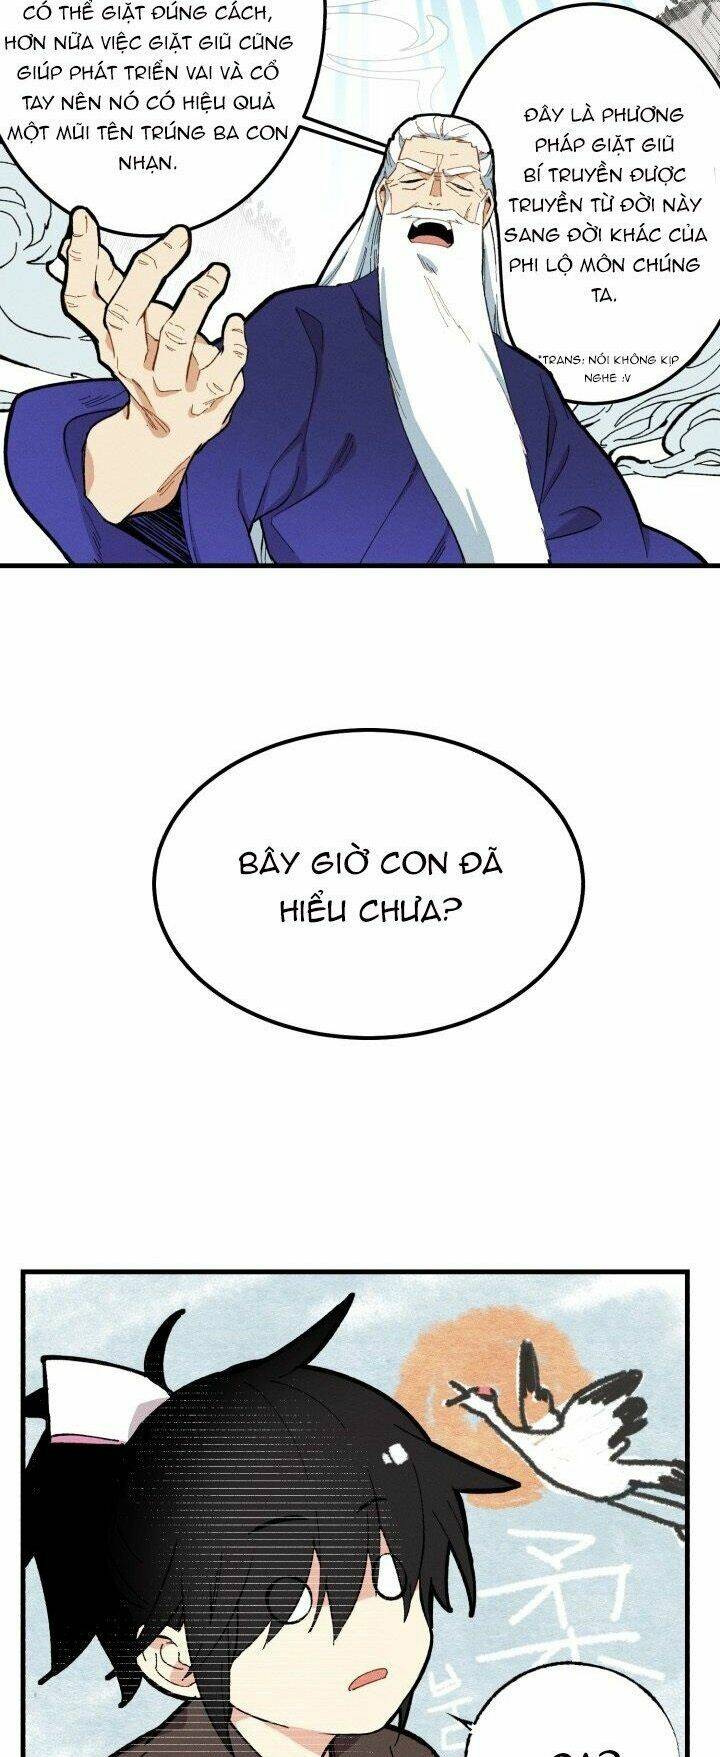 CÓ THỂ GIẶT ĐÚNG CÁCH,
HƠN NỮA VIỆC GIẶT GIŨ CŨNG
GIÚP PHÁT TRIỂN VAI VÀ CỔ
TAY NÊN NÓ CÓ HIỆU QUẢ
MỘT MŨI TÊN TRÚNG BA CON
NHẠN.
ĐÂY LÀ PHƯƠNG
PHÁP GIẶT GIŨ
BÍ TRUYỀN ĐƯỢC
TRUYỀN TỪ ĐỜI NÀY
SANG ĐỜI KHÁC CỦA
PHI LỘ MÔN CHÚNG
TA.
*TRANS: NÓI KHÔNG KỊP
NGHE :V
BÂY GIỜ CON ĐÃ
HIỂU CHƯA?
柔